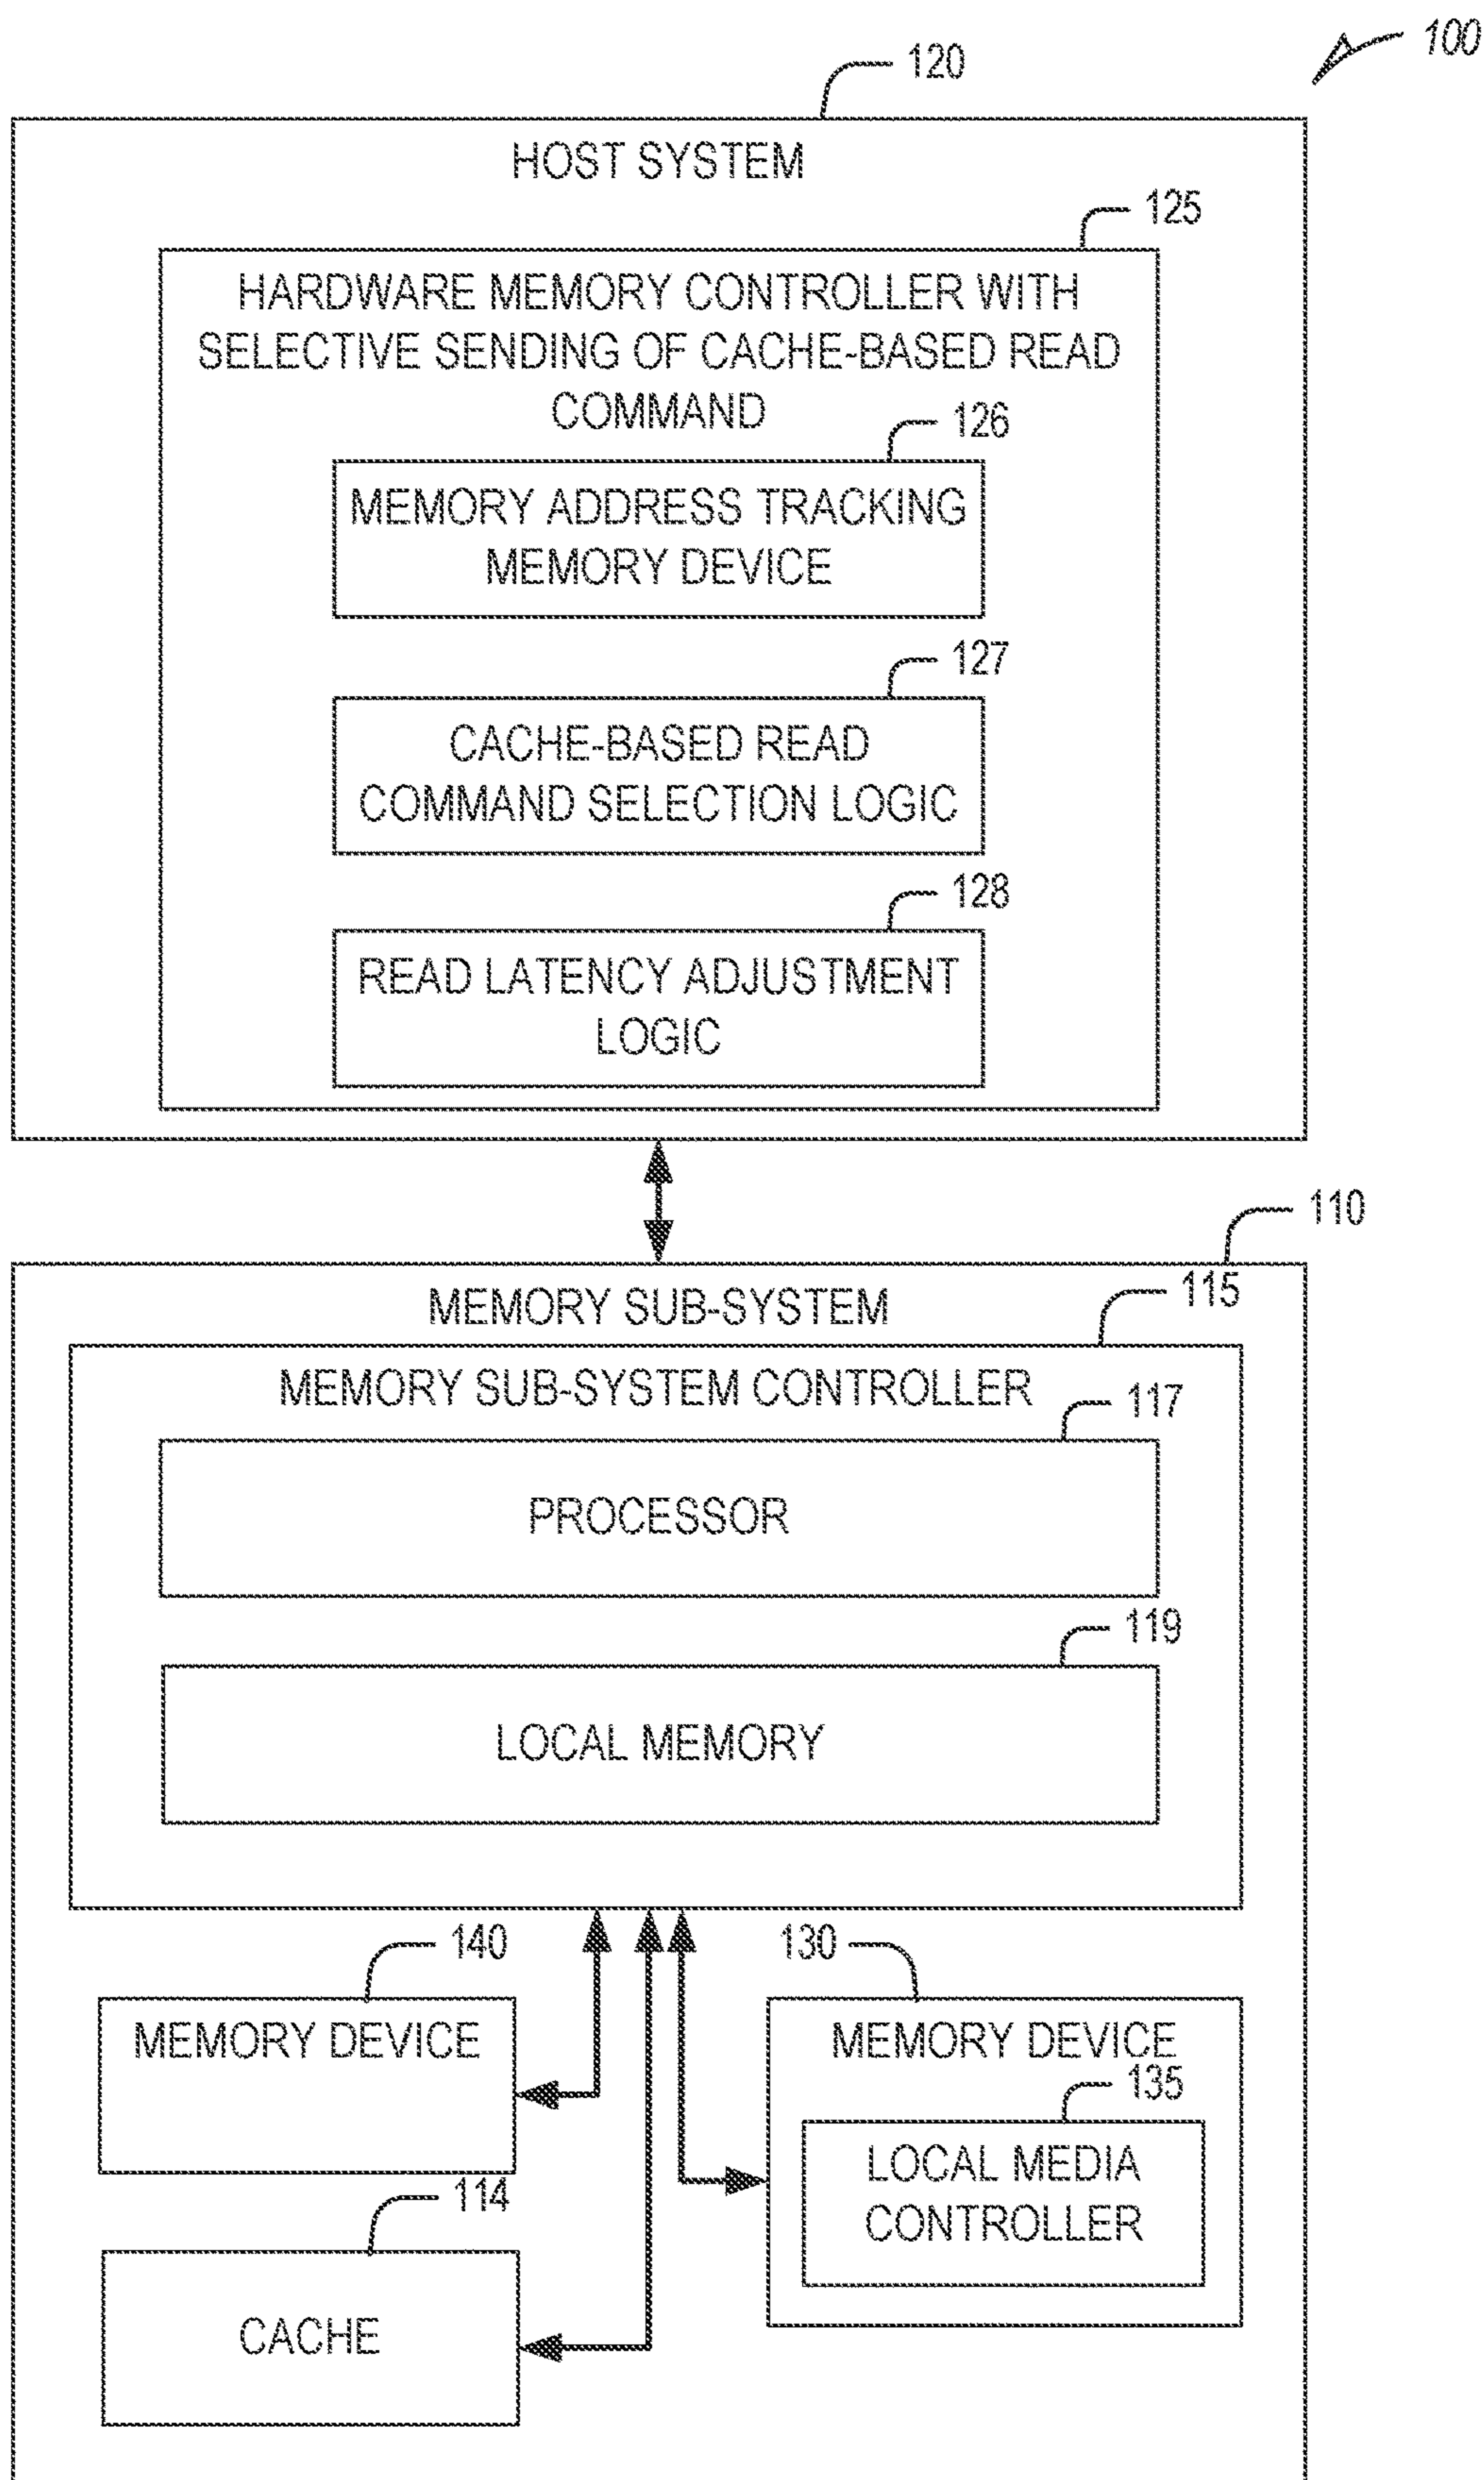 100
120
HOST SYSTEM
125
HARDWARE MEMORY CONTROLLER WITH
SELECTIVE SENDING OF CACHE-BASED READ
COMMAND
126
MEMORY ADDRESS TRACKING
MEMORY DEVICE
127
CACHE-BASED READ
COMMAND SELECTION LOGIC
128
READ LATENCY ADJUSTMENT
LOGIC
110
MEMORY SUB-SYSTEM
115
MEMORY SUB-SYSTEM CONTROLLER
117
PROCESSOR
119
LOCAL MEMORY
140
MEMORY DEVICE
130
MEMORY DEVICE
135
LOCAL MEDIA
CONTROLLER
114
CACHE